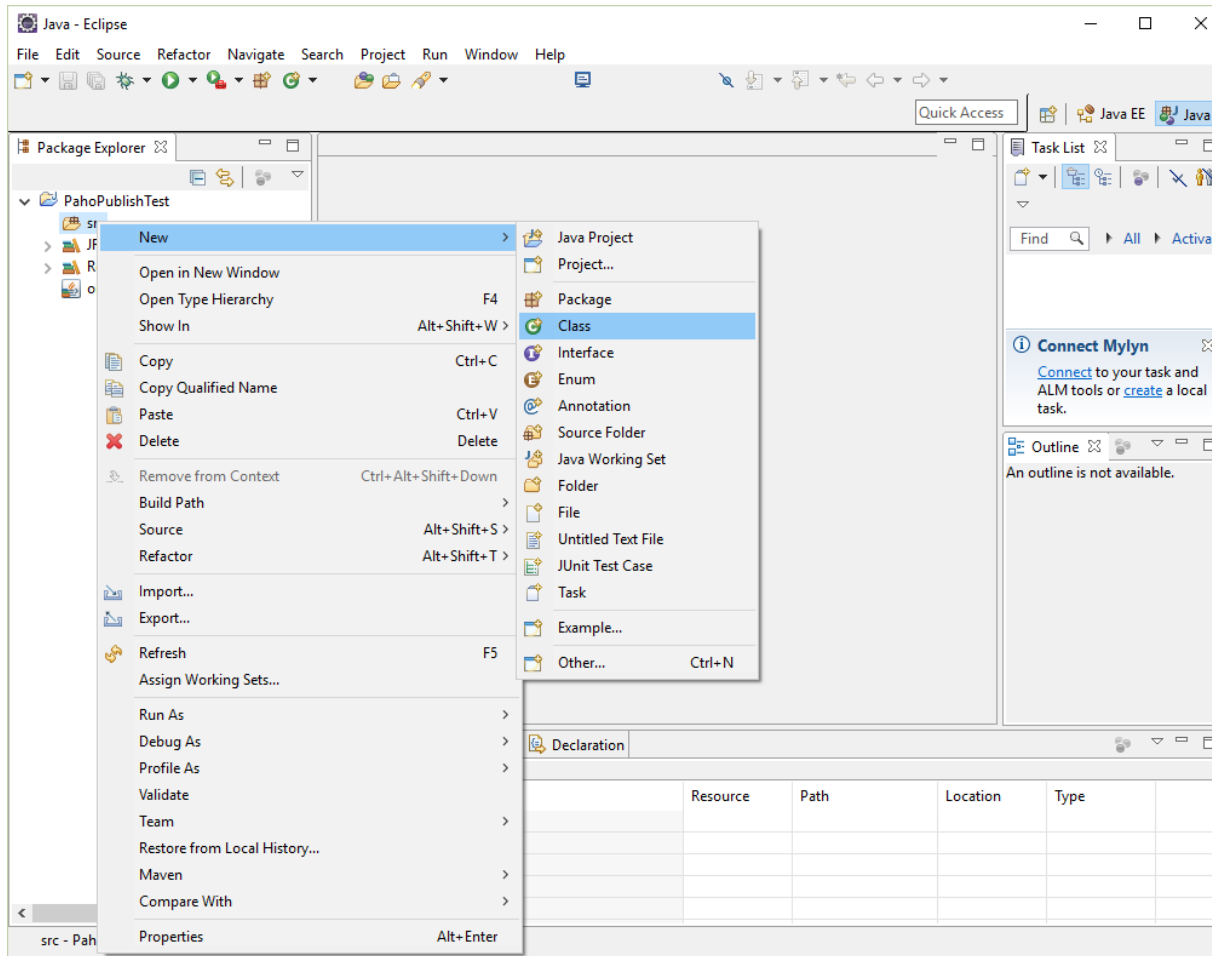 Java - Eclipse
File Edit Source Refactor Navigate Search Project Run Window Help
Quick Access
Java EE
Java
Package Explorer
PahoPublishTest
New
Open in New Window
Open Type Hierarchy F4
Show In Alt+Shift+W
Copy Ctrl+C
Copy Qualified Name
Paste Ctrl+V
Delete Delete
Remove from Context Ctrl+Alt+Shift+Down
Build Path
Source Alt+Shift+S
Refactor Alt+Shift+T
Import...
Export...
Refresh F5
Assign Working Sets...
Run As
Debug As
Profile As
Validate
Team
Restore from Local History...
Maven
Compare With
Properties Alt+Enter
Java Project
Project...
Package
Class
Interface
Enum
Annotation
Source Folder
Java Working Set
Folder
File
Untitled Text File
JUnit Test Case
Task
Example...
Other... Ctrl+N
Task List
Find All Activa
Connect Mylyn
Connect to your task and
ALM tools or create a local
task.
Outline
An outline is not available.
Declaration
Resource Path Location Type
src - Pah